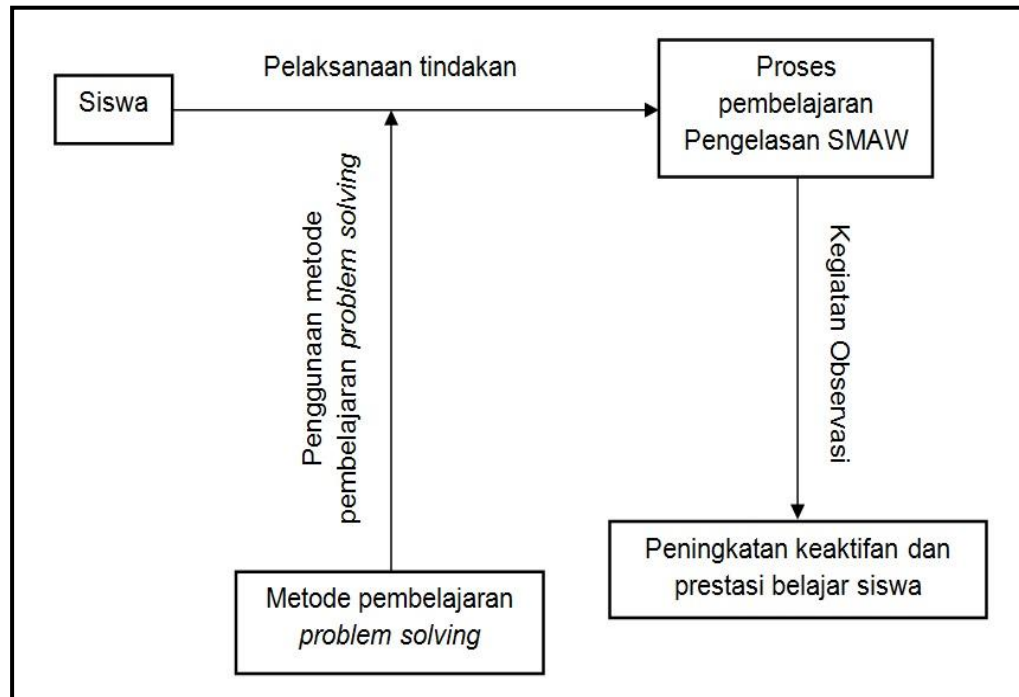 Siswa
Pelaksanaan tindakan
Proses
pembelajaran
Pengelasan SMAW
Penggunaan metode
pembelajaran problem solving
Kegiatan Observasi
Metode pembelajaran
problem solving
Peningkatan keaktifan dan
prestasi belajar siswa